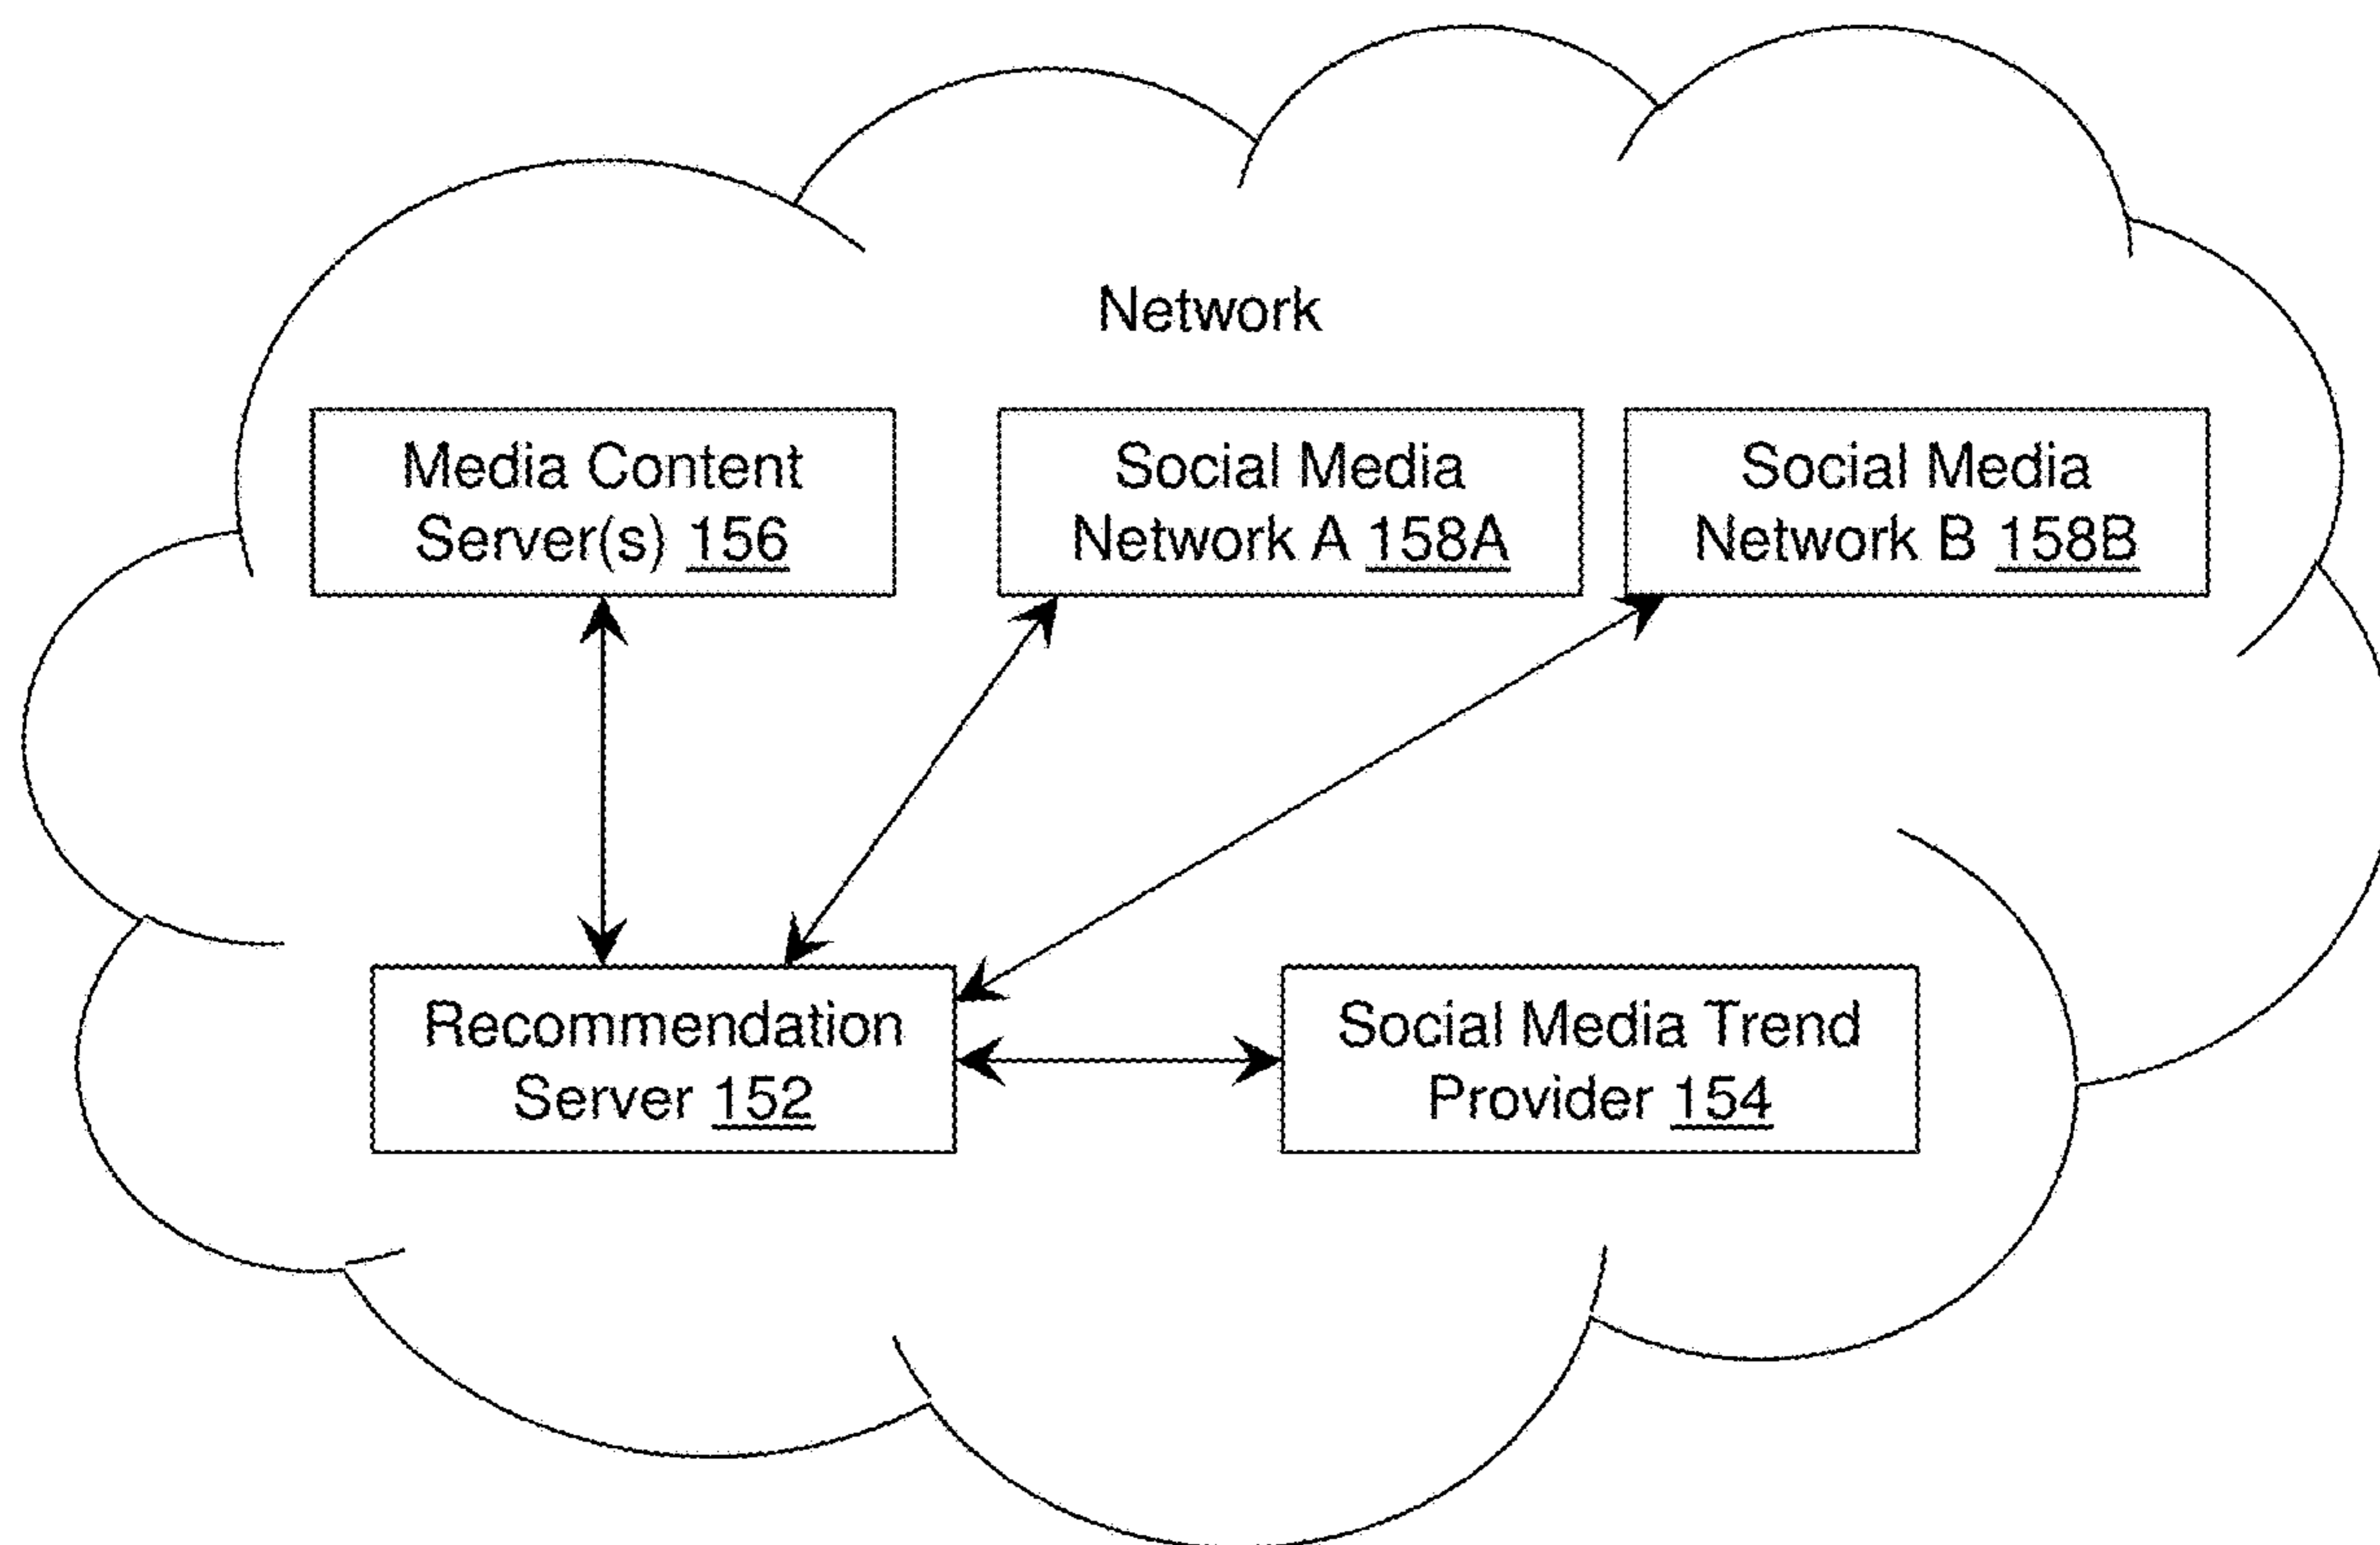 Network
Media Content
Server(s) 156
Social Media
Network A 158A
Social Media
Network B 158B
Recommendation
Server 152
Social Media Trend
Provider 154